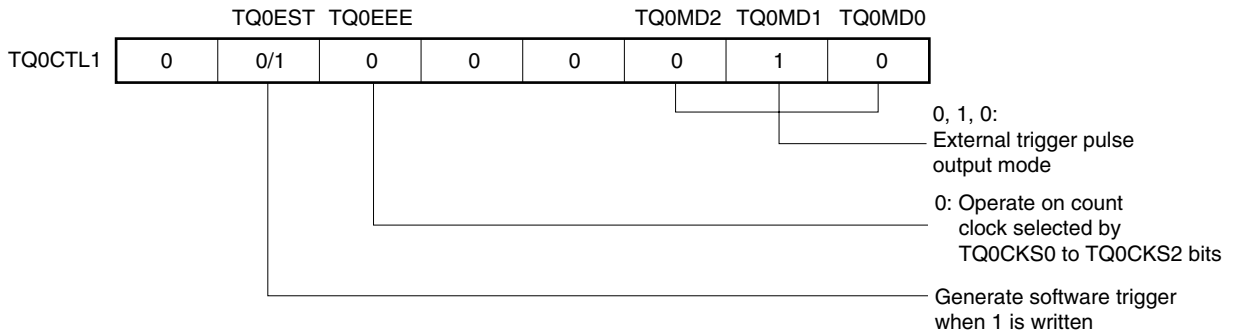 TQ0EST TQ0EEE TQ0MD2 TQ0MD1 TQ0MD0
TQ0CTL1 0 0/1 0 0 0 0 1 0
0, 1, 0:
External trigger pulse
output mode
0: Operate on count
clock selected by
TQ0CKS0 to TQ0CKS2 bits
Generate software trigger
when 1 is written